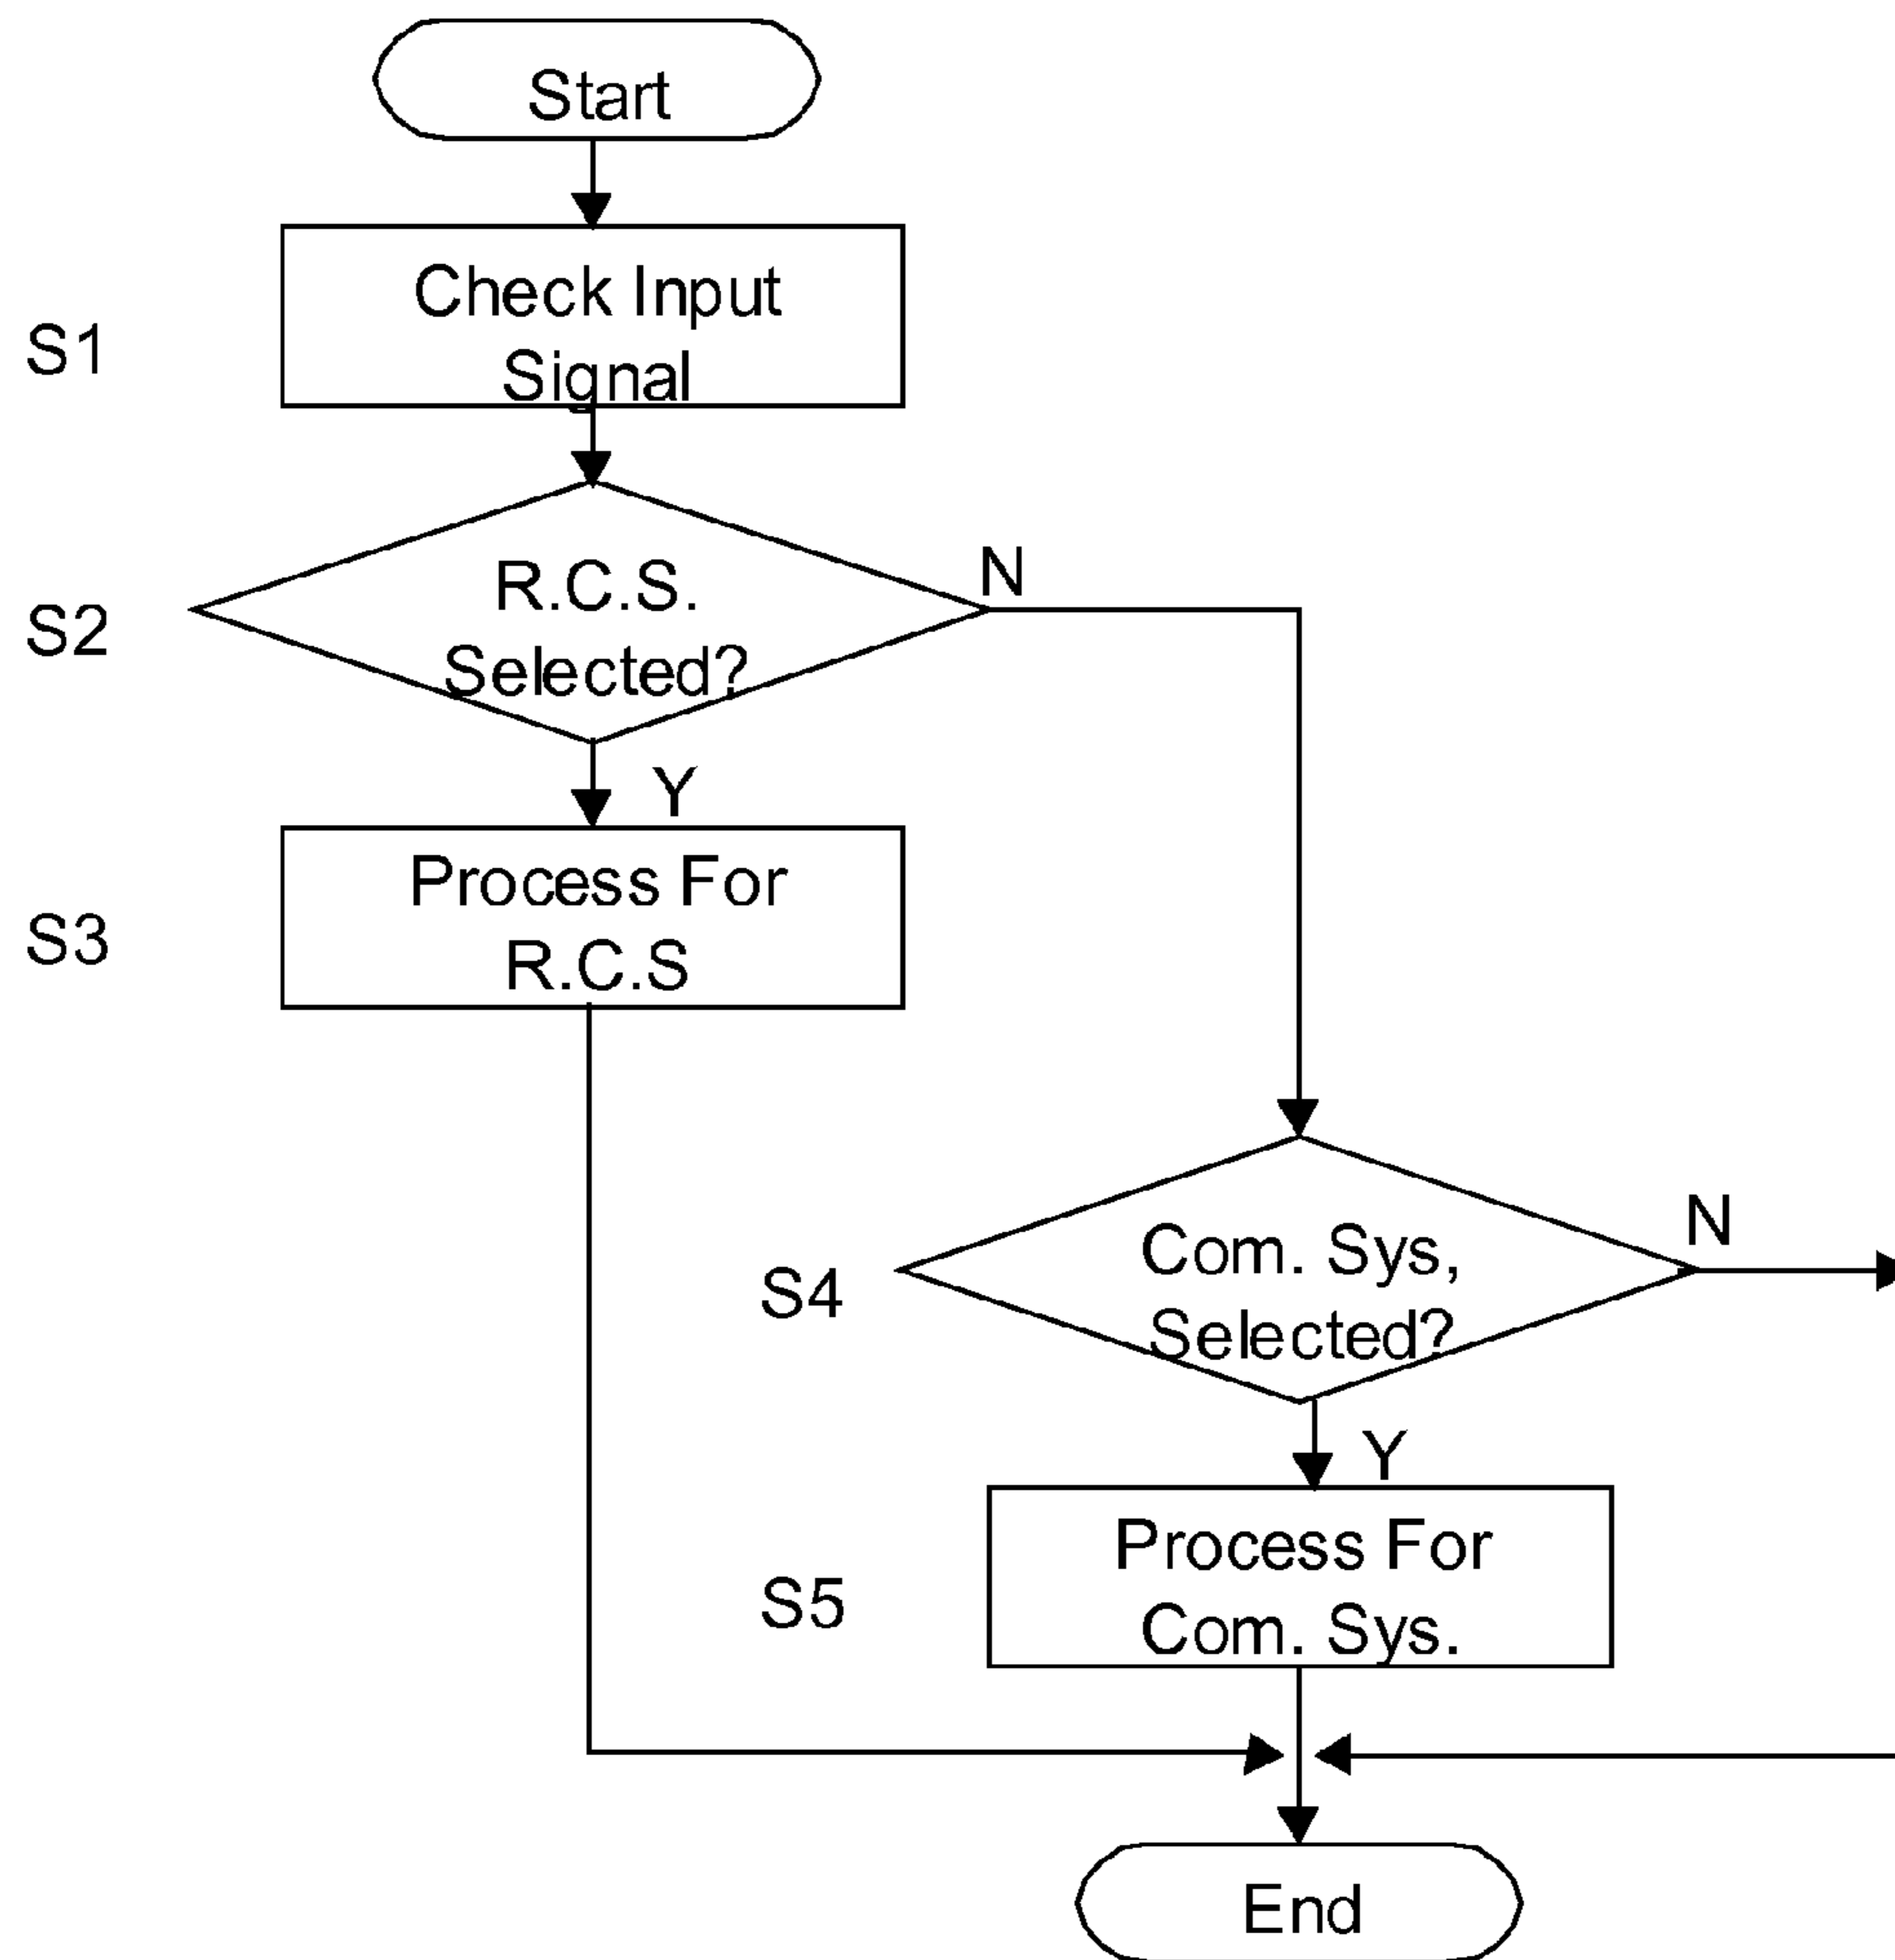 Start
S1
Check Input
Signal
S2
R.C.S.
Selected?
N
Y
S3
Process For
R.C.S
S4
Com. Sys,
Selected?
N
Y
S5
Process For
Com. Sys.
End